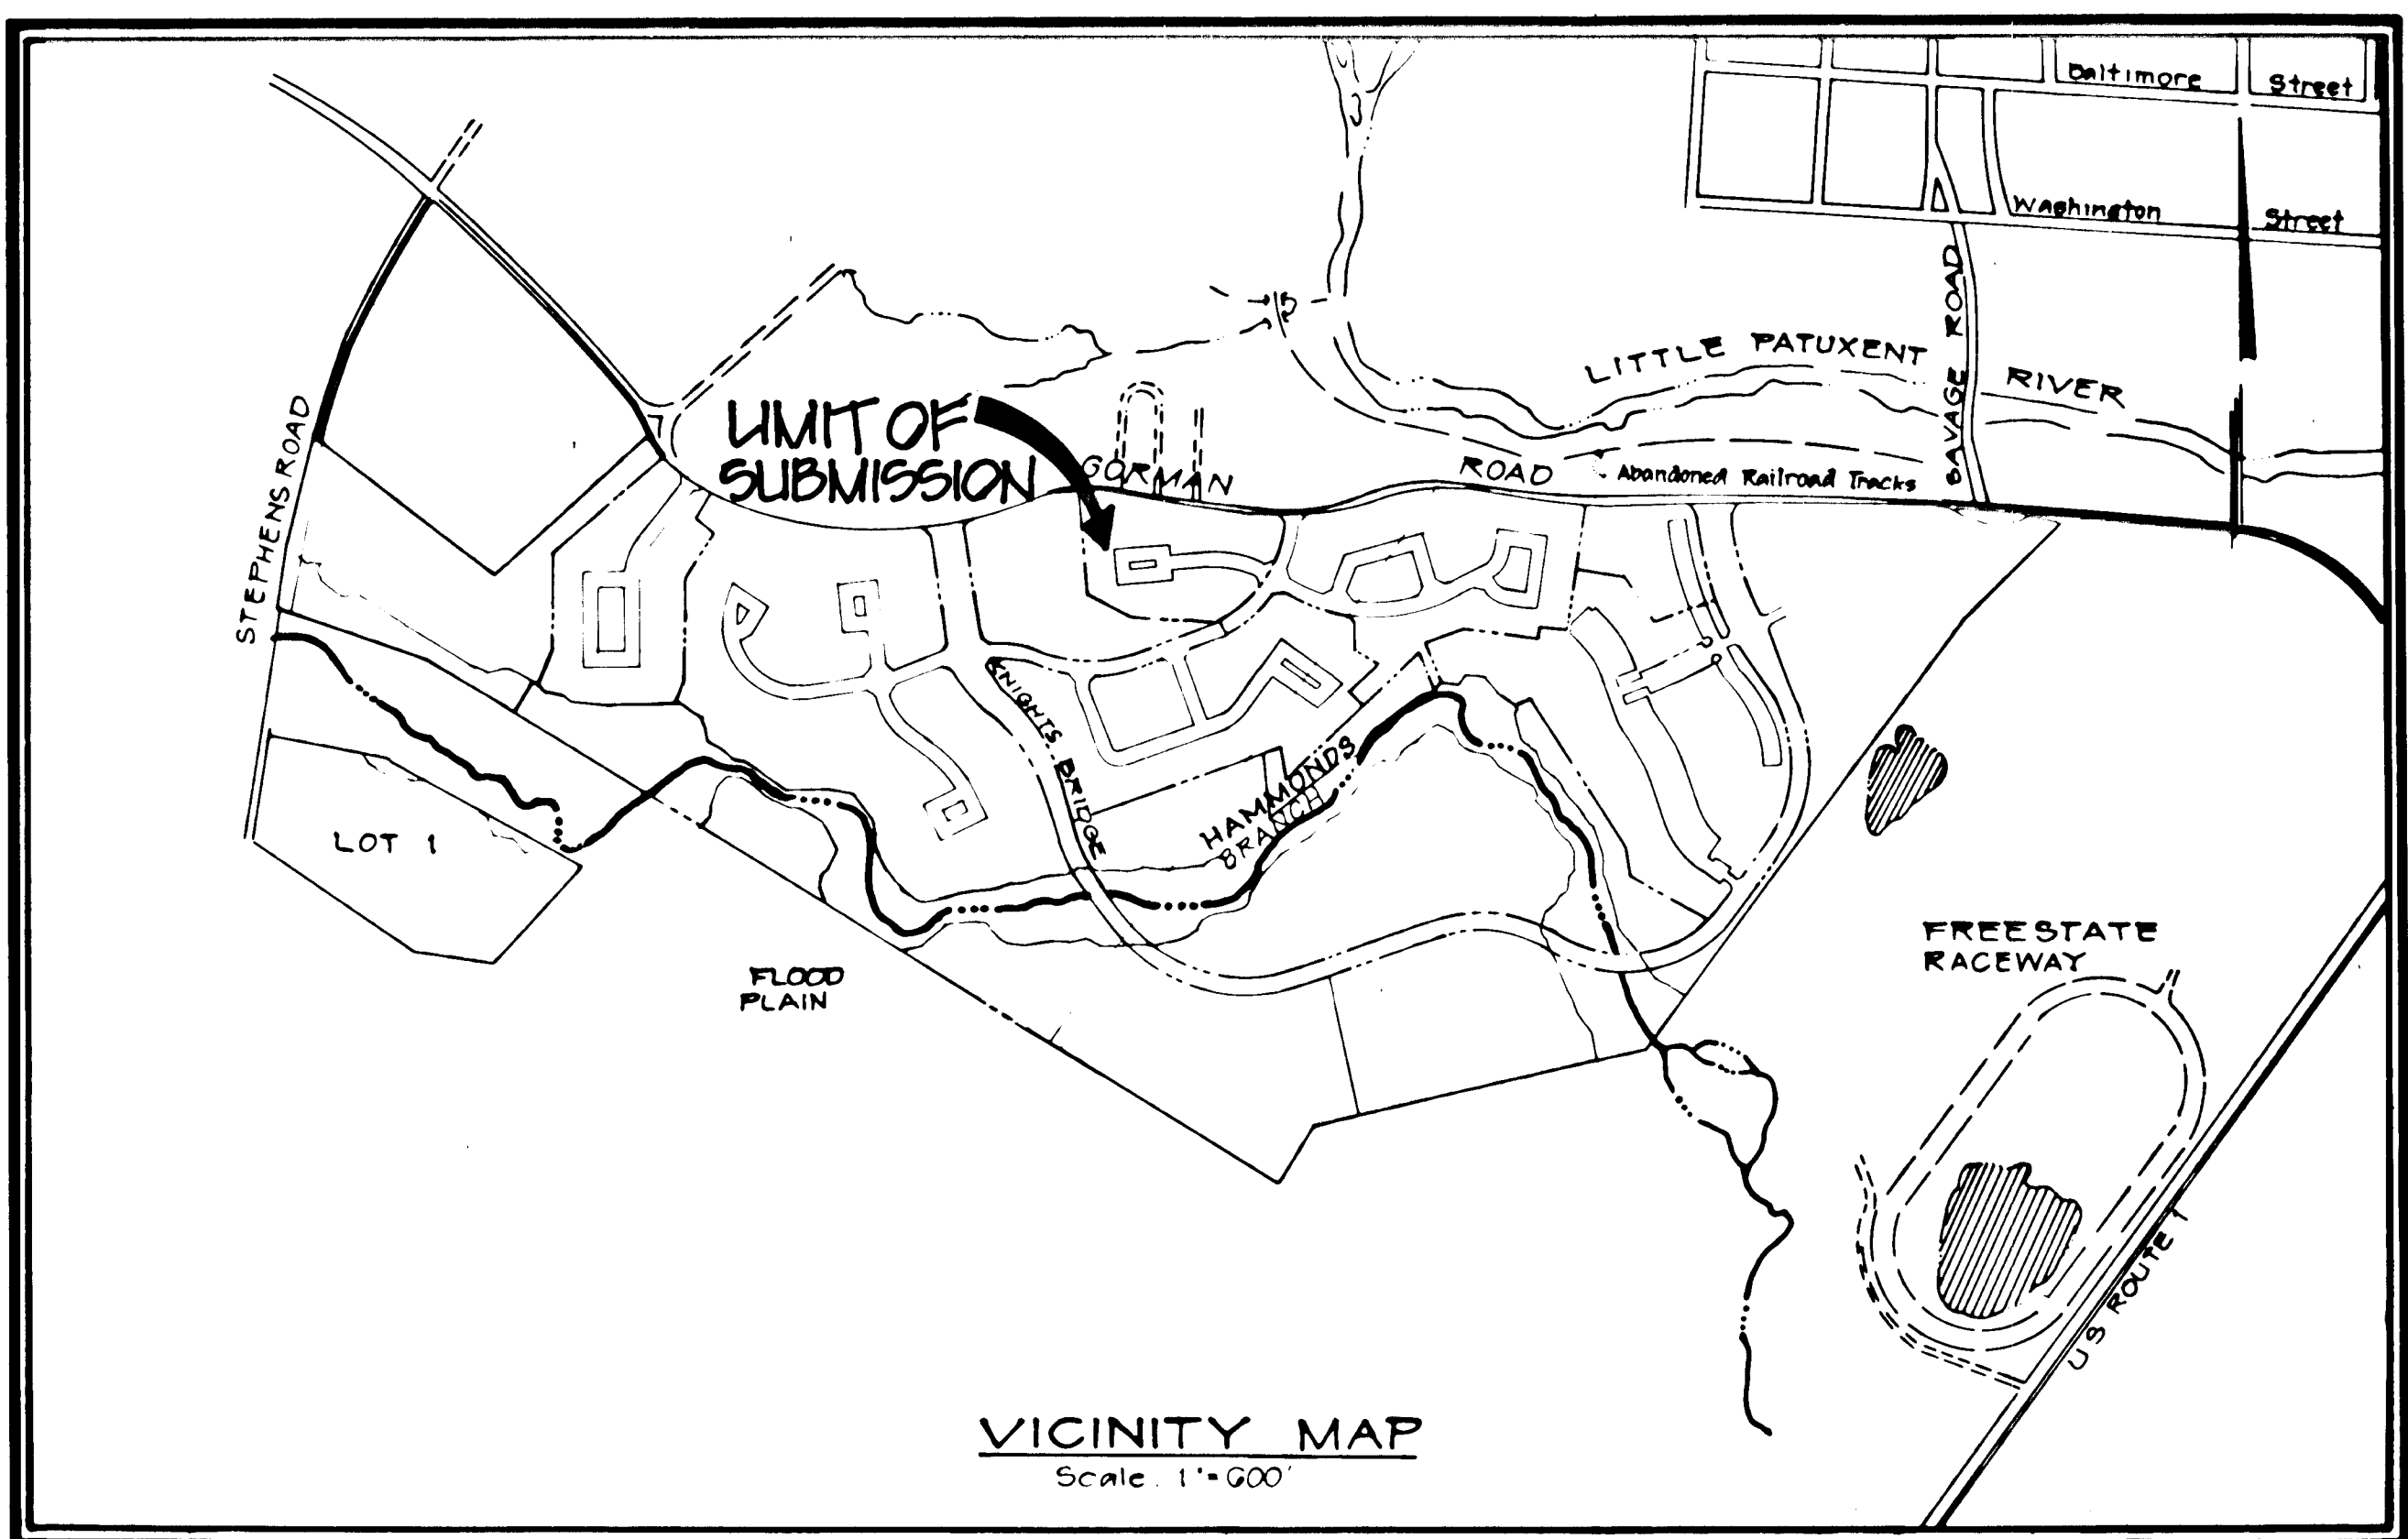 Baltimore Street
Washington Street
SAVAGE ROAD
LITTLE PATUXENT RIVER
STEPHENS ROAD
LIMIT OF
SUBMISSION
GORMAN ROAD
Abandoned Railroad Tracks
KNIGHTS BRIDGE
HAMMONDS
BRANCH
LOT 1
FLOOD
PLAIN
FREESTATE
RACEWAY
US ROUTE 1
VICINITY MAP
Scale. 1"=600'